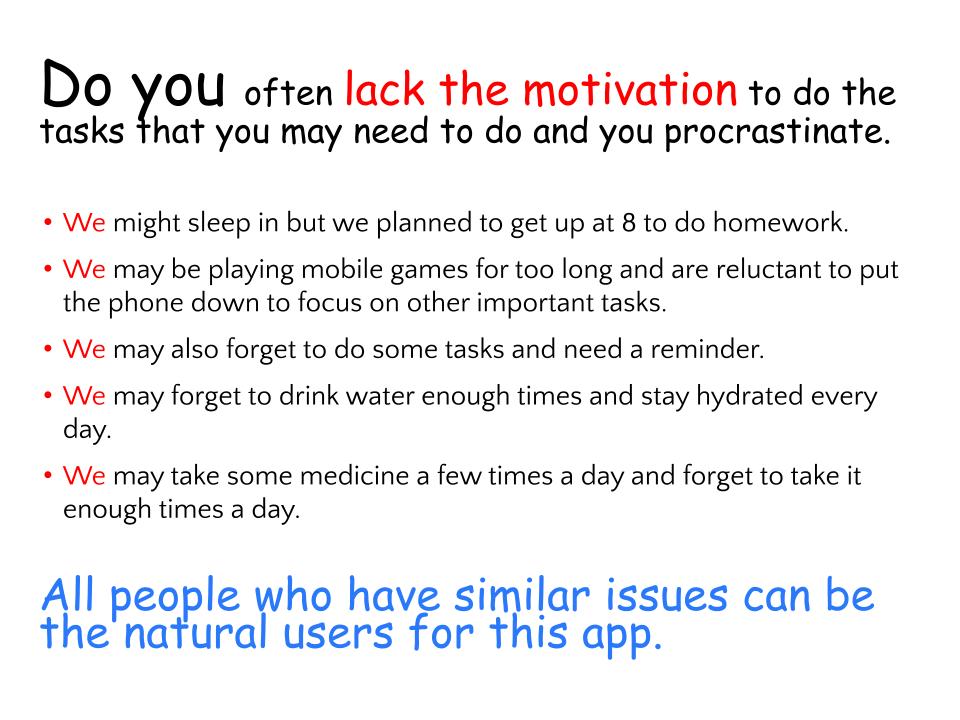 Do you often lack the motivation to do the
tasks that you may need to do and you procrastinate.
• We might sleep in but we planned to get up at 8 to do homework.
• We may be playing mobile games for too long and are reluctant to put
the phone down to focus on other important tasks.
• We may also forget to do some tasks and need a reminder.
• We may forget to drink water enough times and stay hydrated every
day.
• We may take some medicine a few times a day and forget to take it
enough times a day.
All people who have similar issues can be
the natural users for this app.